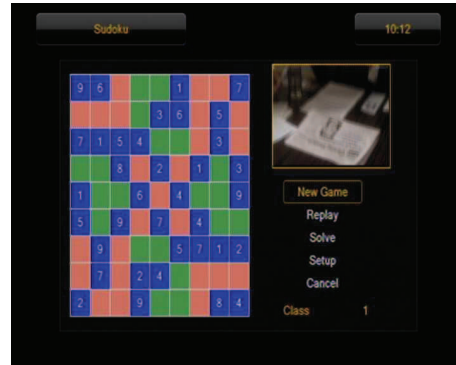 Sudoku
10:12
9 6 1 7
3 6 5
7 1 5 4 3
8 2 1 3
1 6 4 9
5 9 7 4
9 5 7 1 2
7 2 4
2 9 8 4
New Game
Replay
Solve
Setup
Cancel
Class 1